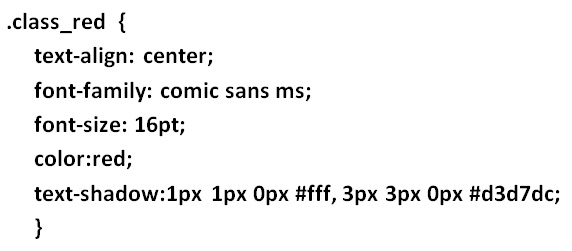 .class_red {
text-align: center;
font-family: comic sans ms;
font-size: 16pt;
color:red;
text-shadow:1px 1px 0px #fff, 3px 3px 0px #d3d7dc;
}